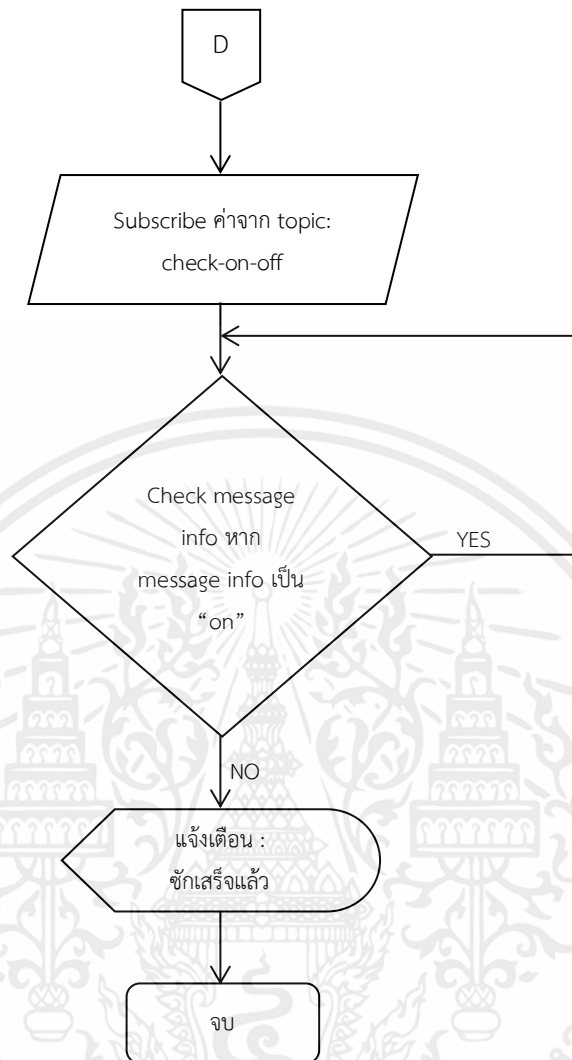 D
Subscribe ค่าจาก topic:
check-on-off
Check message
info หาก
message info เป็น
“on”
YES
NO
แจ้งเตือน :
ซักเสร็จแล้ว
จบ